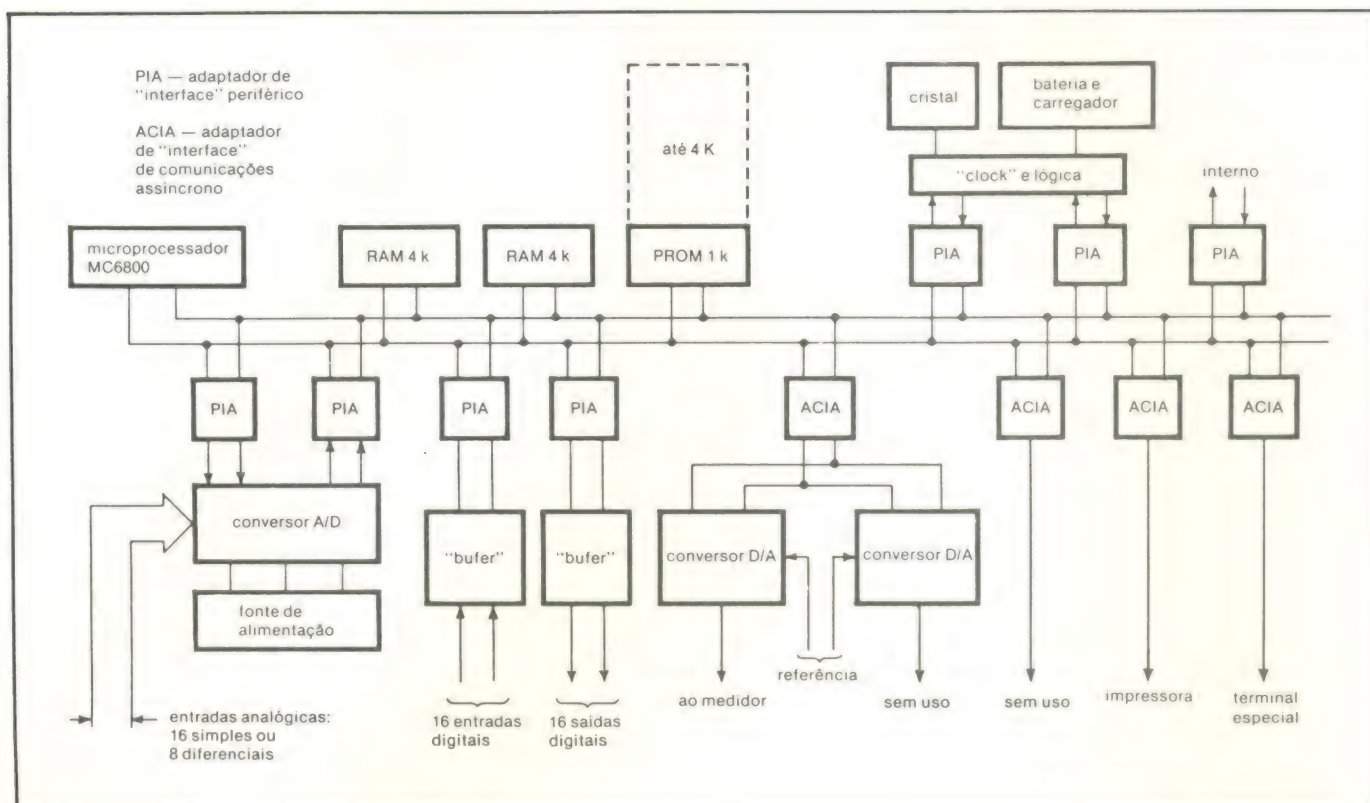 PIA — adaptador de
"interface" periférico
ACIA — adaptador
de "interface"
de comunicações
assíncrono
até 4 K
cristal
bateria e
carregador
"clock" e lógica
interno
microprocessador
MC6800
RAM 4 k
RAM 4 k
PROM 1 k
PIA
PIA
PIA
PIA
PIA
PIA
PIA
ACIA
ACIA
ACIA
ACIA
conversor A/D
"bufer"
"bufer"
conversor D/A
conversor D/A
fonte de
alimentação
referência
entradas analógicas:
16 simples ou
8 diferenciais
16 entradas
digitais
16 saidas
digitais
ao medidor
sem uso
sem uso
impressora
terminal
especial